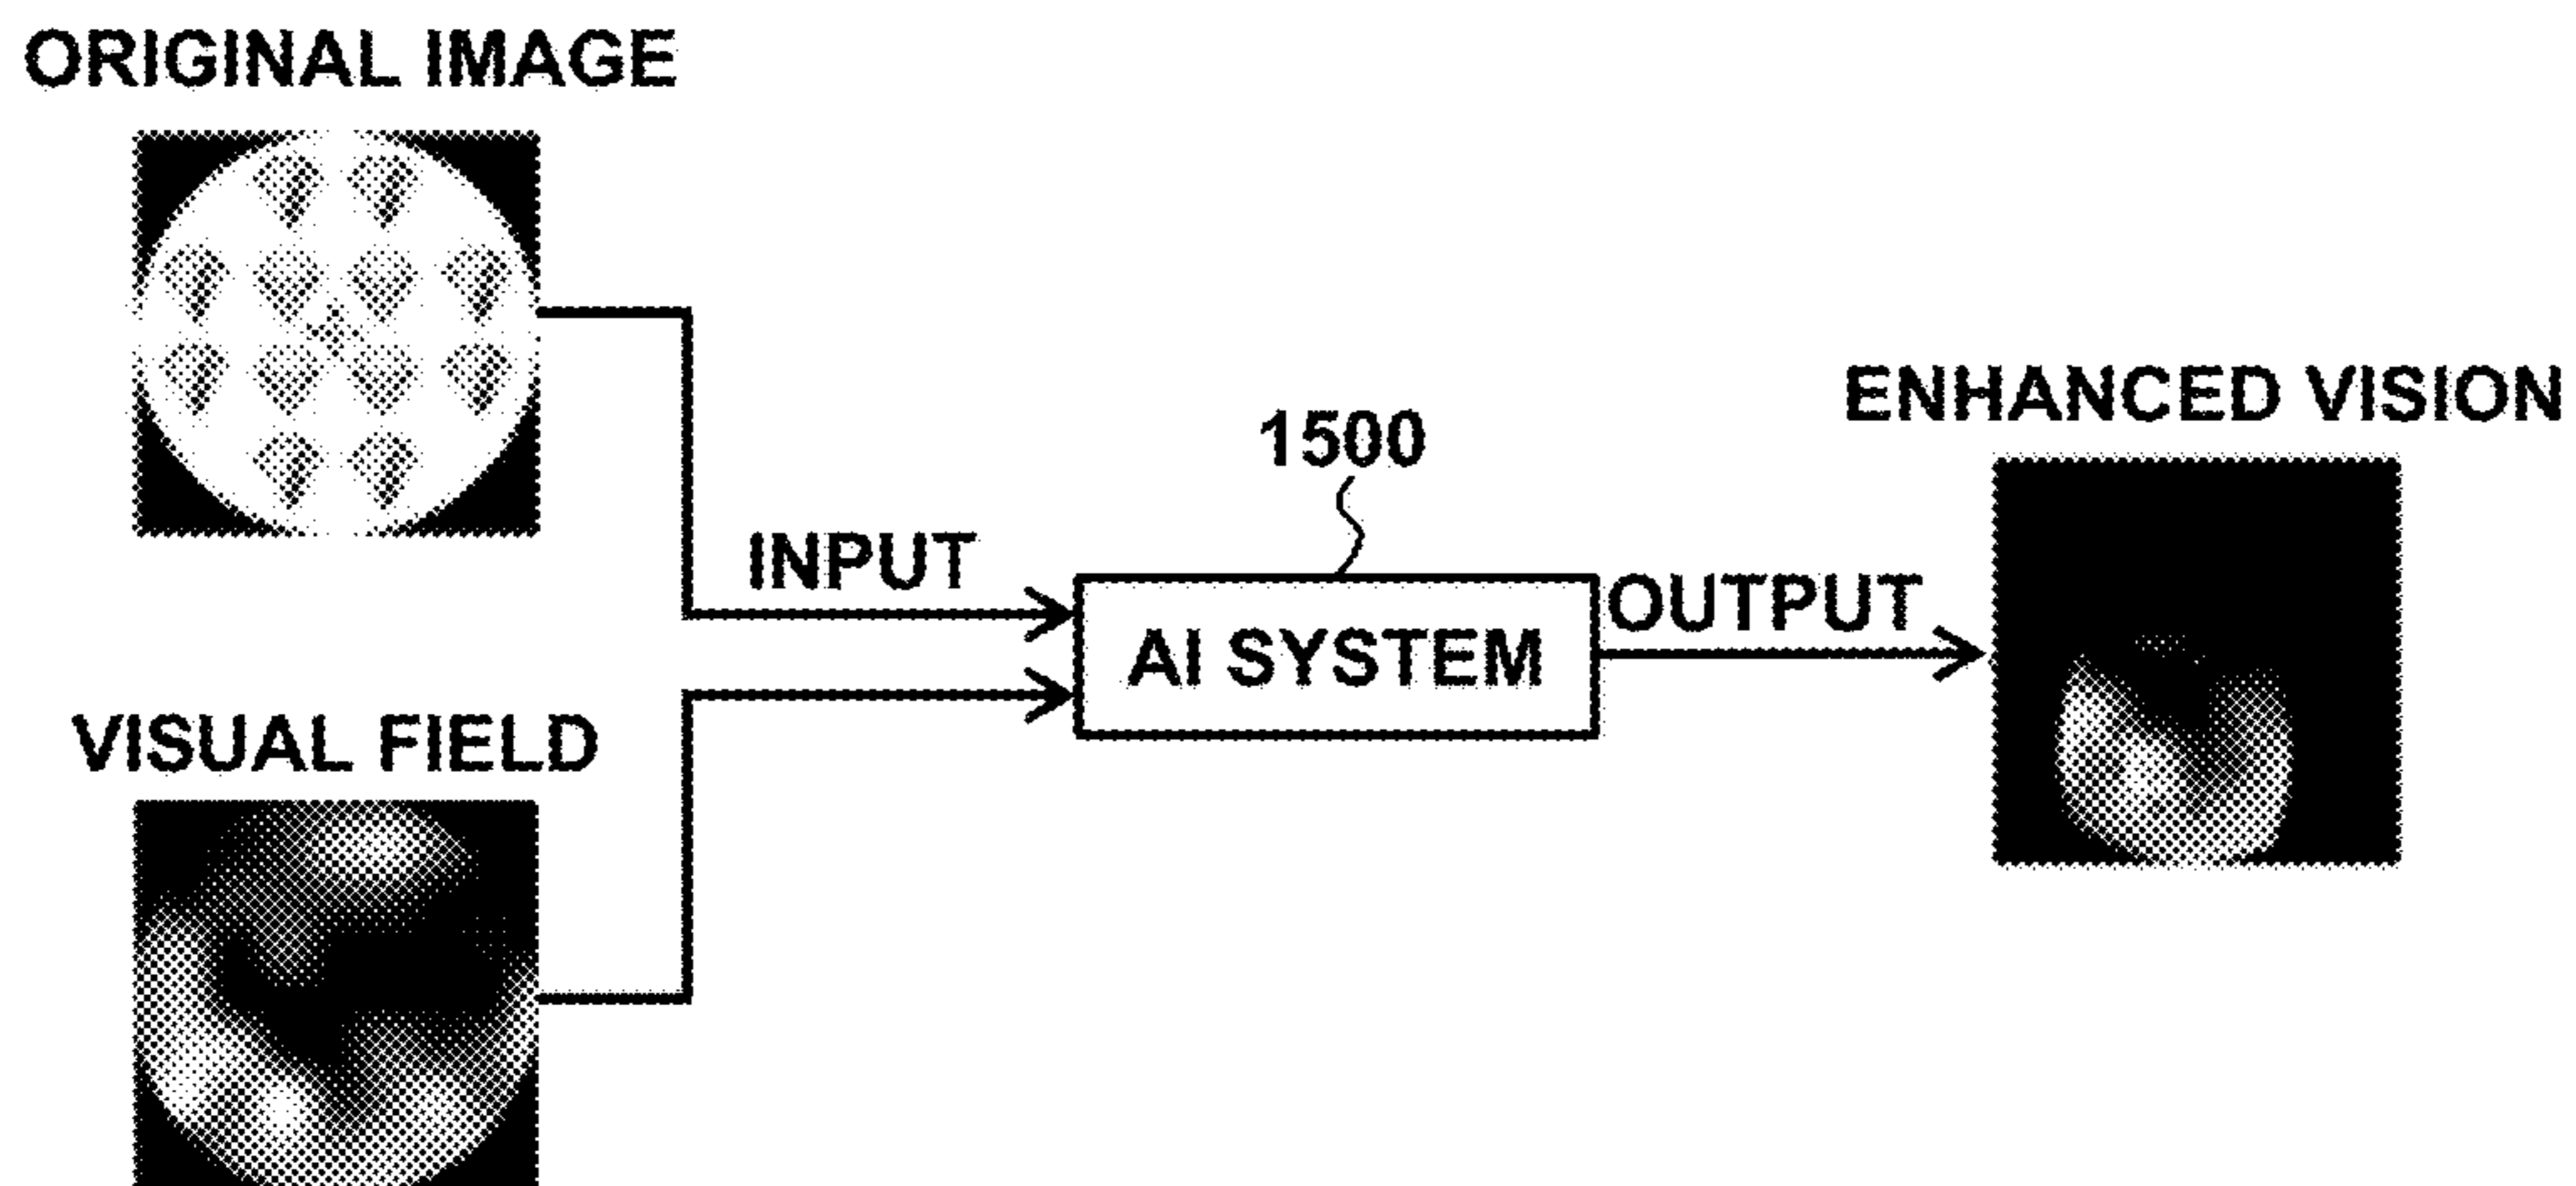 ORIGINAL IMAGE
INPUT
VISUAL FIELD
1500
AI SYSTEM
OUTPUT
ENHANCED VISION